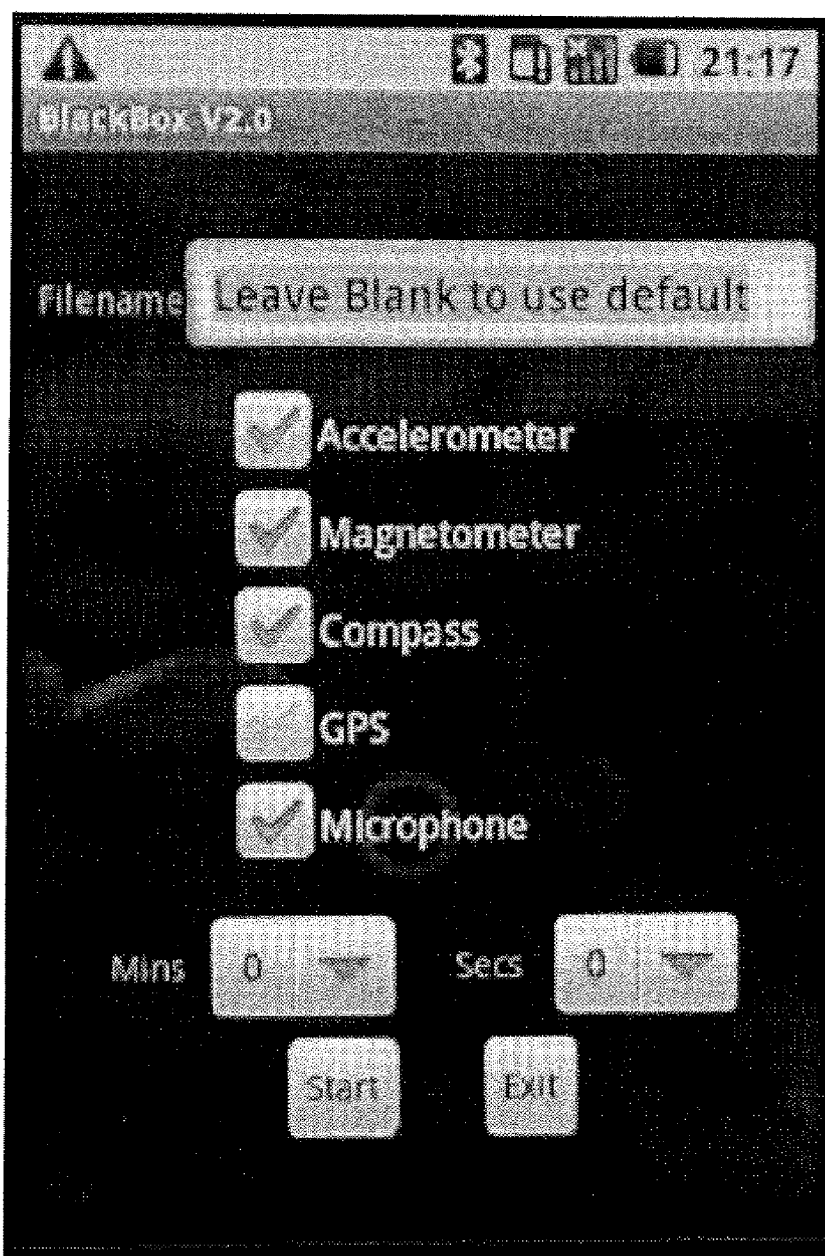 21:17
BlackBox V2.0
Filename Leave Blank to use default
Accelerometer
Magnetometer
Compass
GPS
Microphone
Mins 0 Secs 0
Start Exit